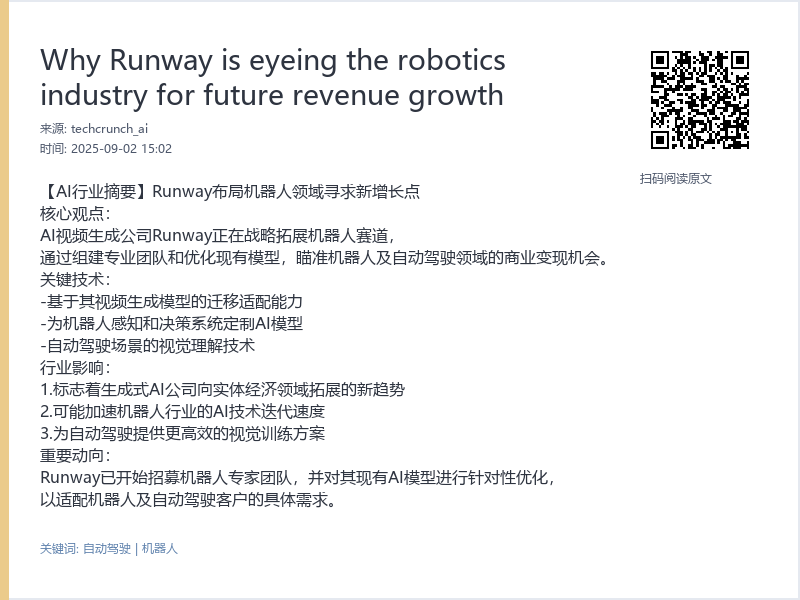 Why Runway is eyeing the robotics
industry for future revenue growth
来源: techcrunch_ai
时间: 2025-09-02 15:02
扫码阅读原文
【AI行业摘要】Runway布局机器人领域寻求新增长点
核心观点：
AI视频生成公司Runway正在战略拓展机器人赛道，
通过组建专业团队和优化现有模型，瞄准机器人及自动驾驶领域的商业变现机会。
关键技术：
-基于其视频生成模型的迁移适配能力
-为机器人感知和决策系统定制AI模型
-自动驾驶场景的视觉理解技术
行业影响：
1.标志着生成式AI公司向实体经济领域拓展的新趋势
2.可能加速机器人行业的AI技术迭代速度
3.为自动驾驶提供更高效的视觉训练方案
重要动向：
Runway已开始招募机器人专家团队，并对其现有AI模型进行针对性优化，
以适配机器人及自动驾驶客户的具体需求。
关键词: 自动驾驶 | 机器人